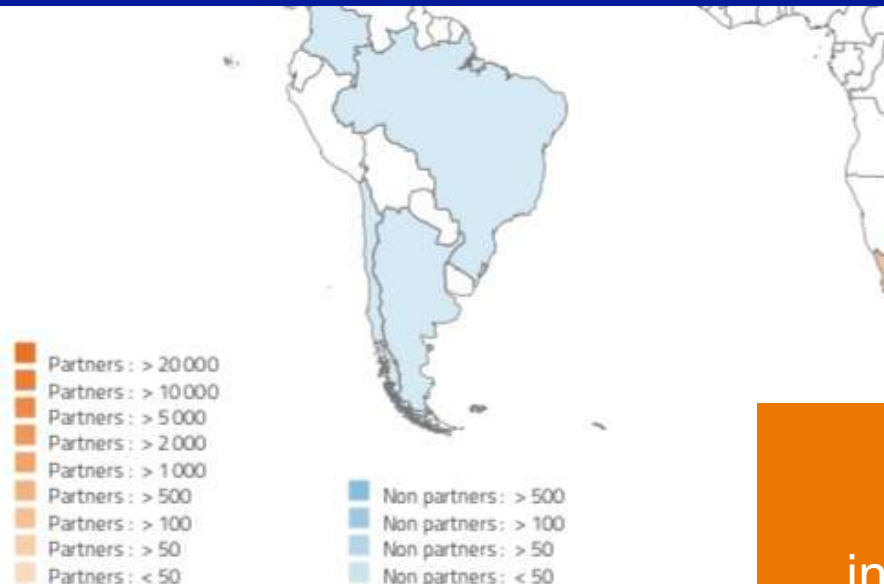 Partners : > 20 000
Partners : > 10 000
Partners : > 5 000
Partners : > 2 000
Partners : > 1 000
Partners : > 500
Partners : > 100
Partners : > 50
Partners : < 50
Non partners : > 500
Non partners : > 100
Non partners : > 50
Non partners : < 50
in